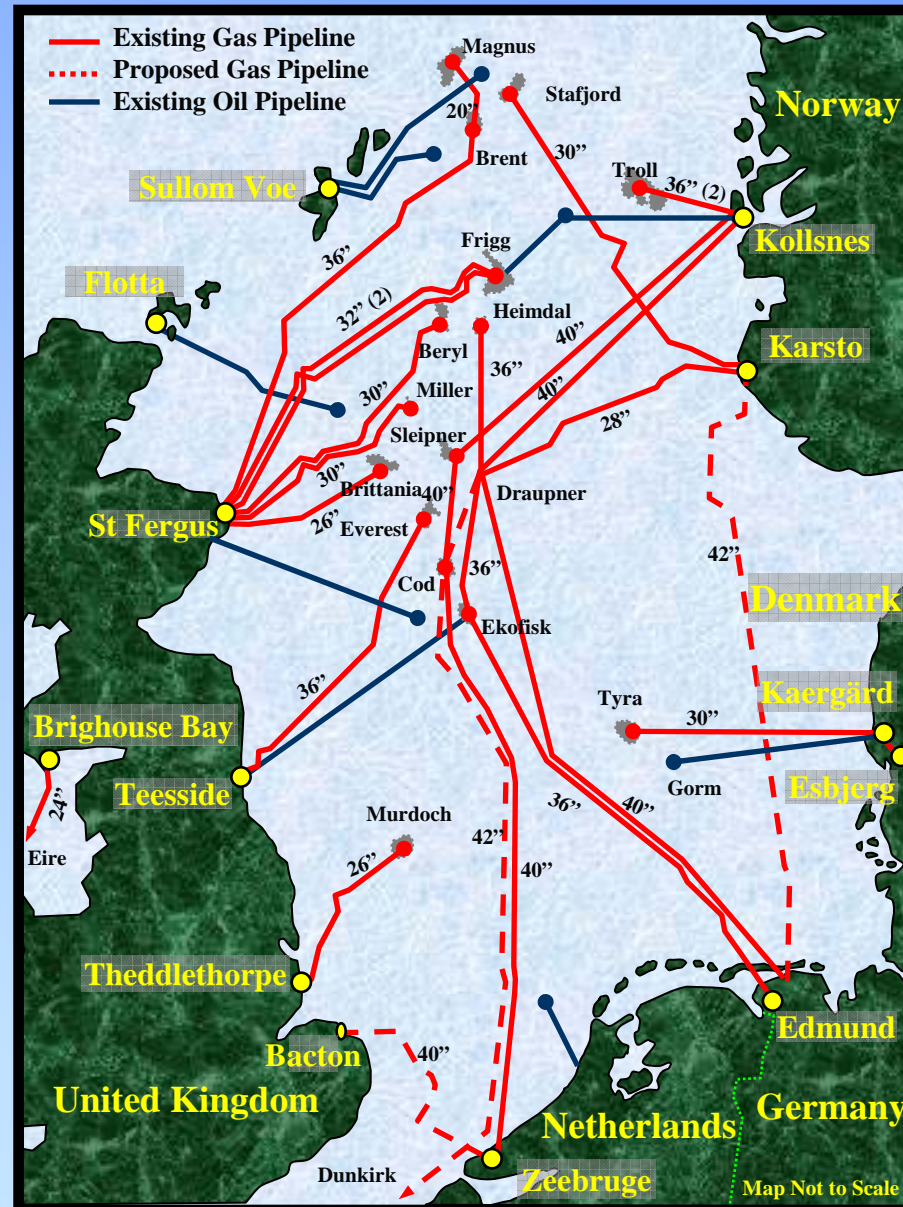 Existing Gas Pipeline
Proposed Gas Pipeline
Existing Oil Pipeline
Magnus
Stafjord
Norway
20”
Brent
30”
Troll
36” (2)
Sullom Voe
Kollsnes
36”
Frigg
Flotta
32” (2)
Heimdal
Beryl
40”
Karsto
36”
40”
30”
Miller
28”
Sleipner
30”
Brittania
40”
Draupner
St Fergus
26”
Everest
42”
Cod
36”
Denmark
Ekofisk
36”
Tyra
Kaergärd
30”
Brighouse Bay
Teesside
Gorm
Esbjerg
24”
36”
40”
Murdoch
42”
40”
Eire
26”
Theddlethorpe
Edmund
Bacton
40”
United Kingdom
Netherlands
Germany
Dunkirk
Zeebruge
Map Not to Scale